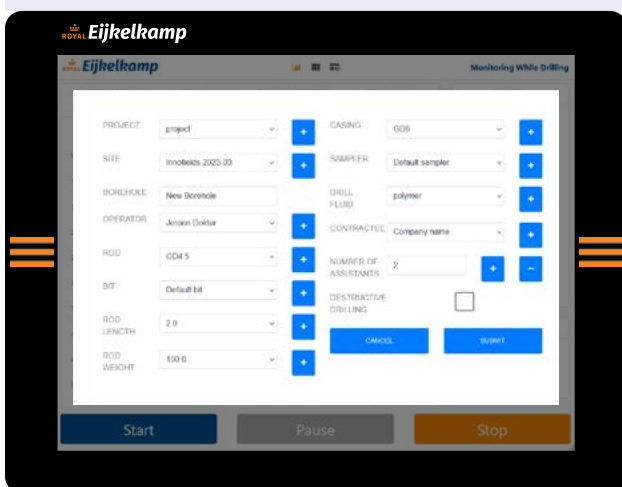 ROYAL Eijkelkamp
ROYAL Eijkelkamp
Monitoring While Drilling
PROJECT
project
+
SITE
Innofields 2023-03
+
BOREHOLE
New Borehole
OPERATOR
Jeroen Dokter
+
ROD
GD4.5
+
BIT
Default bit
+
ROD
LENGTH
2.0
+
ROD
WEIGHT
100.0
+
CASING
GD6
+
SAMPLER
Default sampler
+
DRILL
FLUID
polymer
+
CONTRACTEE
Company name
+
NUMBER OF
ASSISTANTS
2
+
-
DESTRUCTIVE
DRILLING
CANCEL
SUBMIT
Start
Pause
Stop